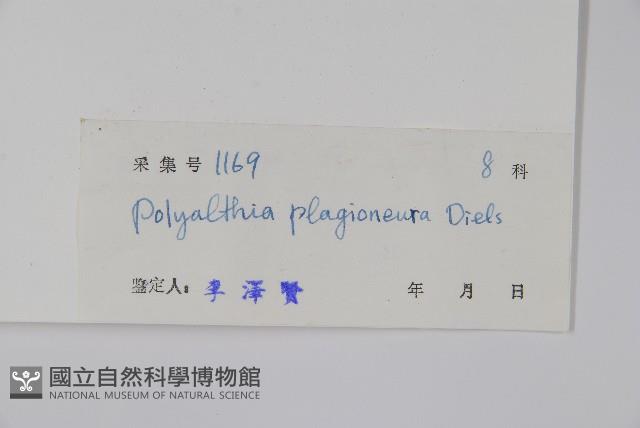 采集号 1169 8 科
Polyalthia plagioneura Diels
鉴定人: 李澤賢 年 月 日
國立自然科學博物館
NATIONAL MUSEUM OF NATURAL SCIENCE